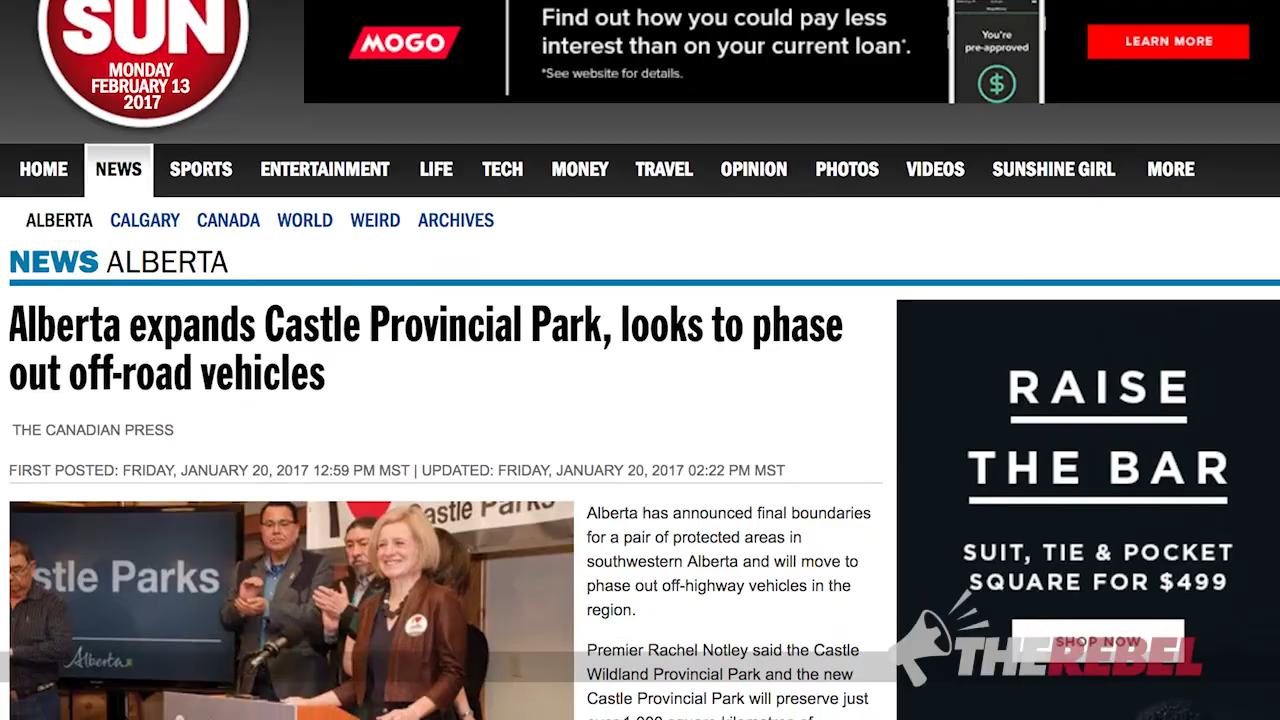 SUN
MONDAY
FEBRUARY 13
2017
MOGO
Find out how you could pay less
interest than on your current loan*.
*See website for details.
You're
pre-approved
$
LEARN MORE
HOME NEWS SPORTS ENTERTAINMENT LIFE TECH MONEY TRAVEL OPINION PHOTOS VIDEOS SUNSHINE GIRL MORE
ALBERTA CALGARY CANADA WORLD WEIRD ARCHIVES
NEWS ALBERTA
Alberta expands Castle Provincial Park, looks to phase
out off-road vehicles
THE CANADIAN PRESS
FIRST POSTED: FRIDAY, JANUARY 20, 2017 12:59 PM MST | UPDATED: FRIDAY, JANUARY 20, 2017 02:22 PM MST
I Castle Parks
stle Parks
Alberta
Alberta has announced final boundaries
for a pair of protected areas in
southwestern Alberta and will move to
phase out off-highway vehicles in the
region.
Premier Rachel Notley said the Castle
Wildland Provincial Park and the new
Castle Provincial Park will preserve just
over 1,000 square kilometres of
RAISE
THE BAR
SUIT, TIE & POCKET
SQUARE FOR $499
SHOP NOW
THE REBEL